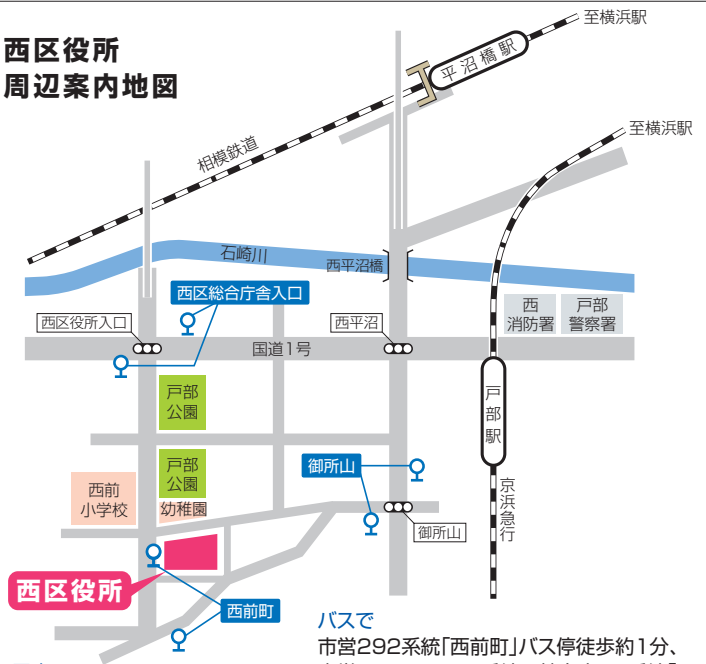 西区役所
周辺案内地図
至横浜駅
平沼橋駅
至横浜駅
相模鉄道
石崎川
西平沼橋
西区総合庁舎入口
西
消防署
戸部
警察署
西区役所入口
西平沼
国道1号
戸部
公園
戸部駅
戸部
公園
御所山
西前
小学校
幼稚園
京浜急行
御所山
西区役所
西前町
バスで
市営292系統「西前町」バス停徒歩約1分、